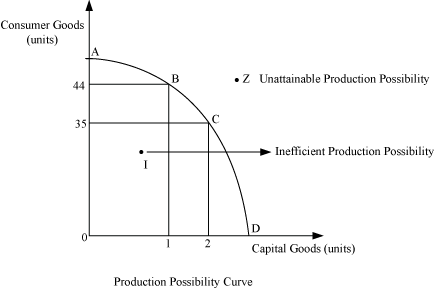 Consumer Goods
(units)
A
B
44
Z Unattainable Production Possibility
35
C
Inefficient Production Possibility
I
D
0
1
2
Capital Goods (units)
Production Possibility Curve